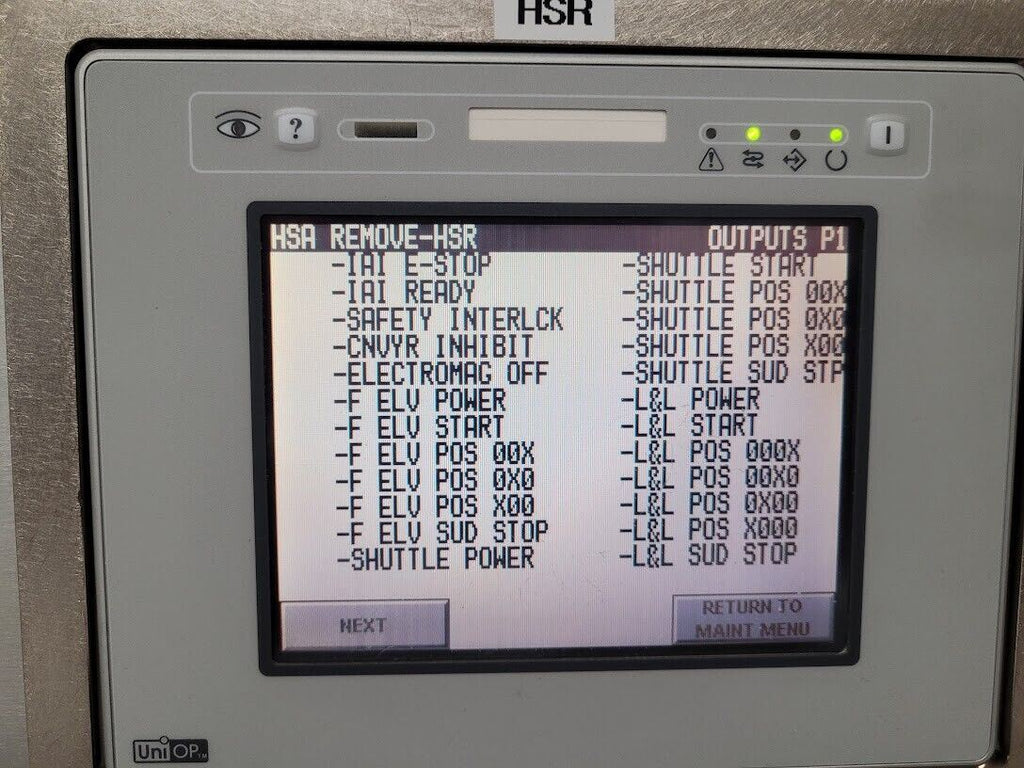 HSR
?
HSA REMOVE-HSR OUTPUTS P1
-IAI E-STOP -SHUTTLE START
-IAI READY -SHUTTLE POS 00X
-SAFETY INTERLCK -SHUTTLE POS 0X0
-CNVYR INHIBIT -SHUTTLE POS X00
-ELECTROMAG OFF -SHUTTLE SUD STP
-F ELV POWER -L&L POWER
-F ELV START -L&L START
-F ELV POS 00X -L&L POS 000X
-F ELV POS 0X0 -L&L POS 00X0
-F ELV POS X00 -L&L POS 0X00
-F ELV SUD STOP -L&L POS X000
-SHUTTLE POWER -L&L SUD STOP
NEXT
RETURN TO
MAINT MENU
UniOP™